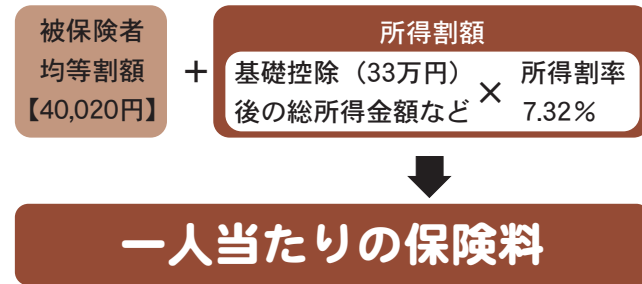 被保険者
均等割額
【40,020円】
＋
所得割額
基礎控除（33万円）
後の総所得金額など
×
所得割率
7.32％
一人当たりの保険料